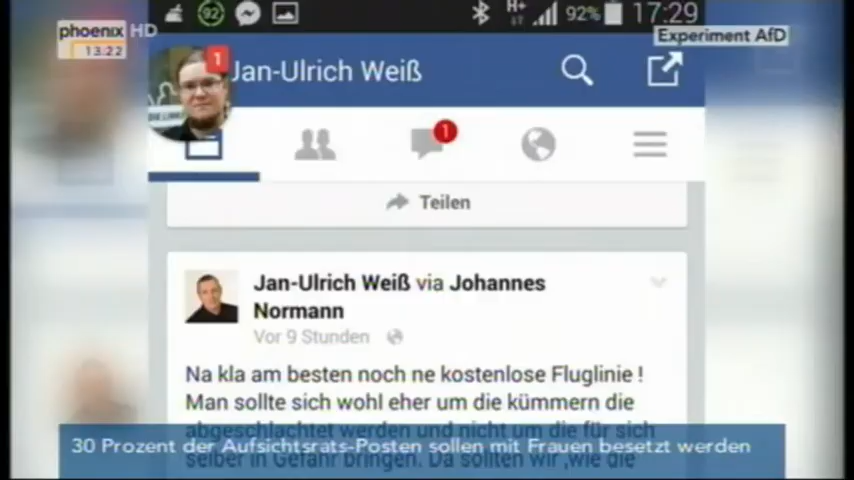 phoenix HD
13:22
92
H+
92%
17:29
Experiment AfD
1
Jan-Ulrich Weiß
1
Teilen
Jan-Ulrich Weiß via Johannes
Normann
Vor 9 Stunden
Na kla am besten noch ne kostenlose Fluglinie !
Man sollte sich wohl eher um die kümmern die
abgeschlachtet werden und nicht um die für sich
selber in Gefahr bringen. Da sollten wir ,wie die
30 Prozent der Aufsichtsrats-Posten sollen mit Frauen besetzt werden